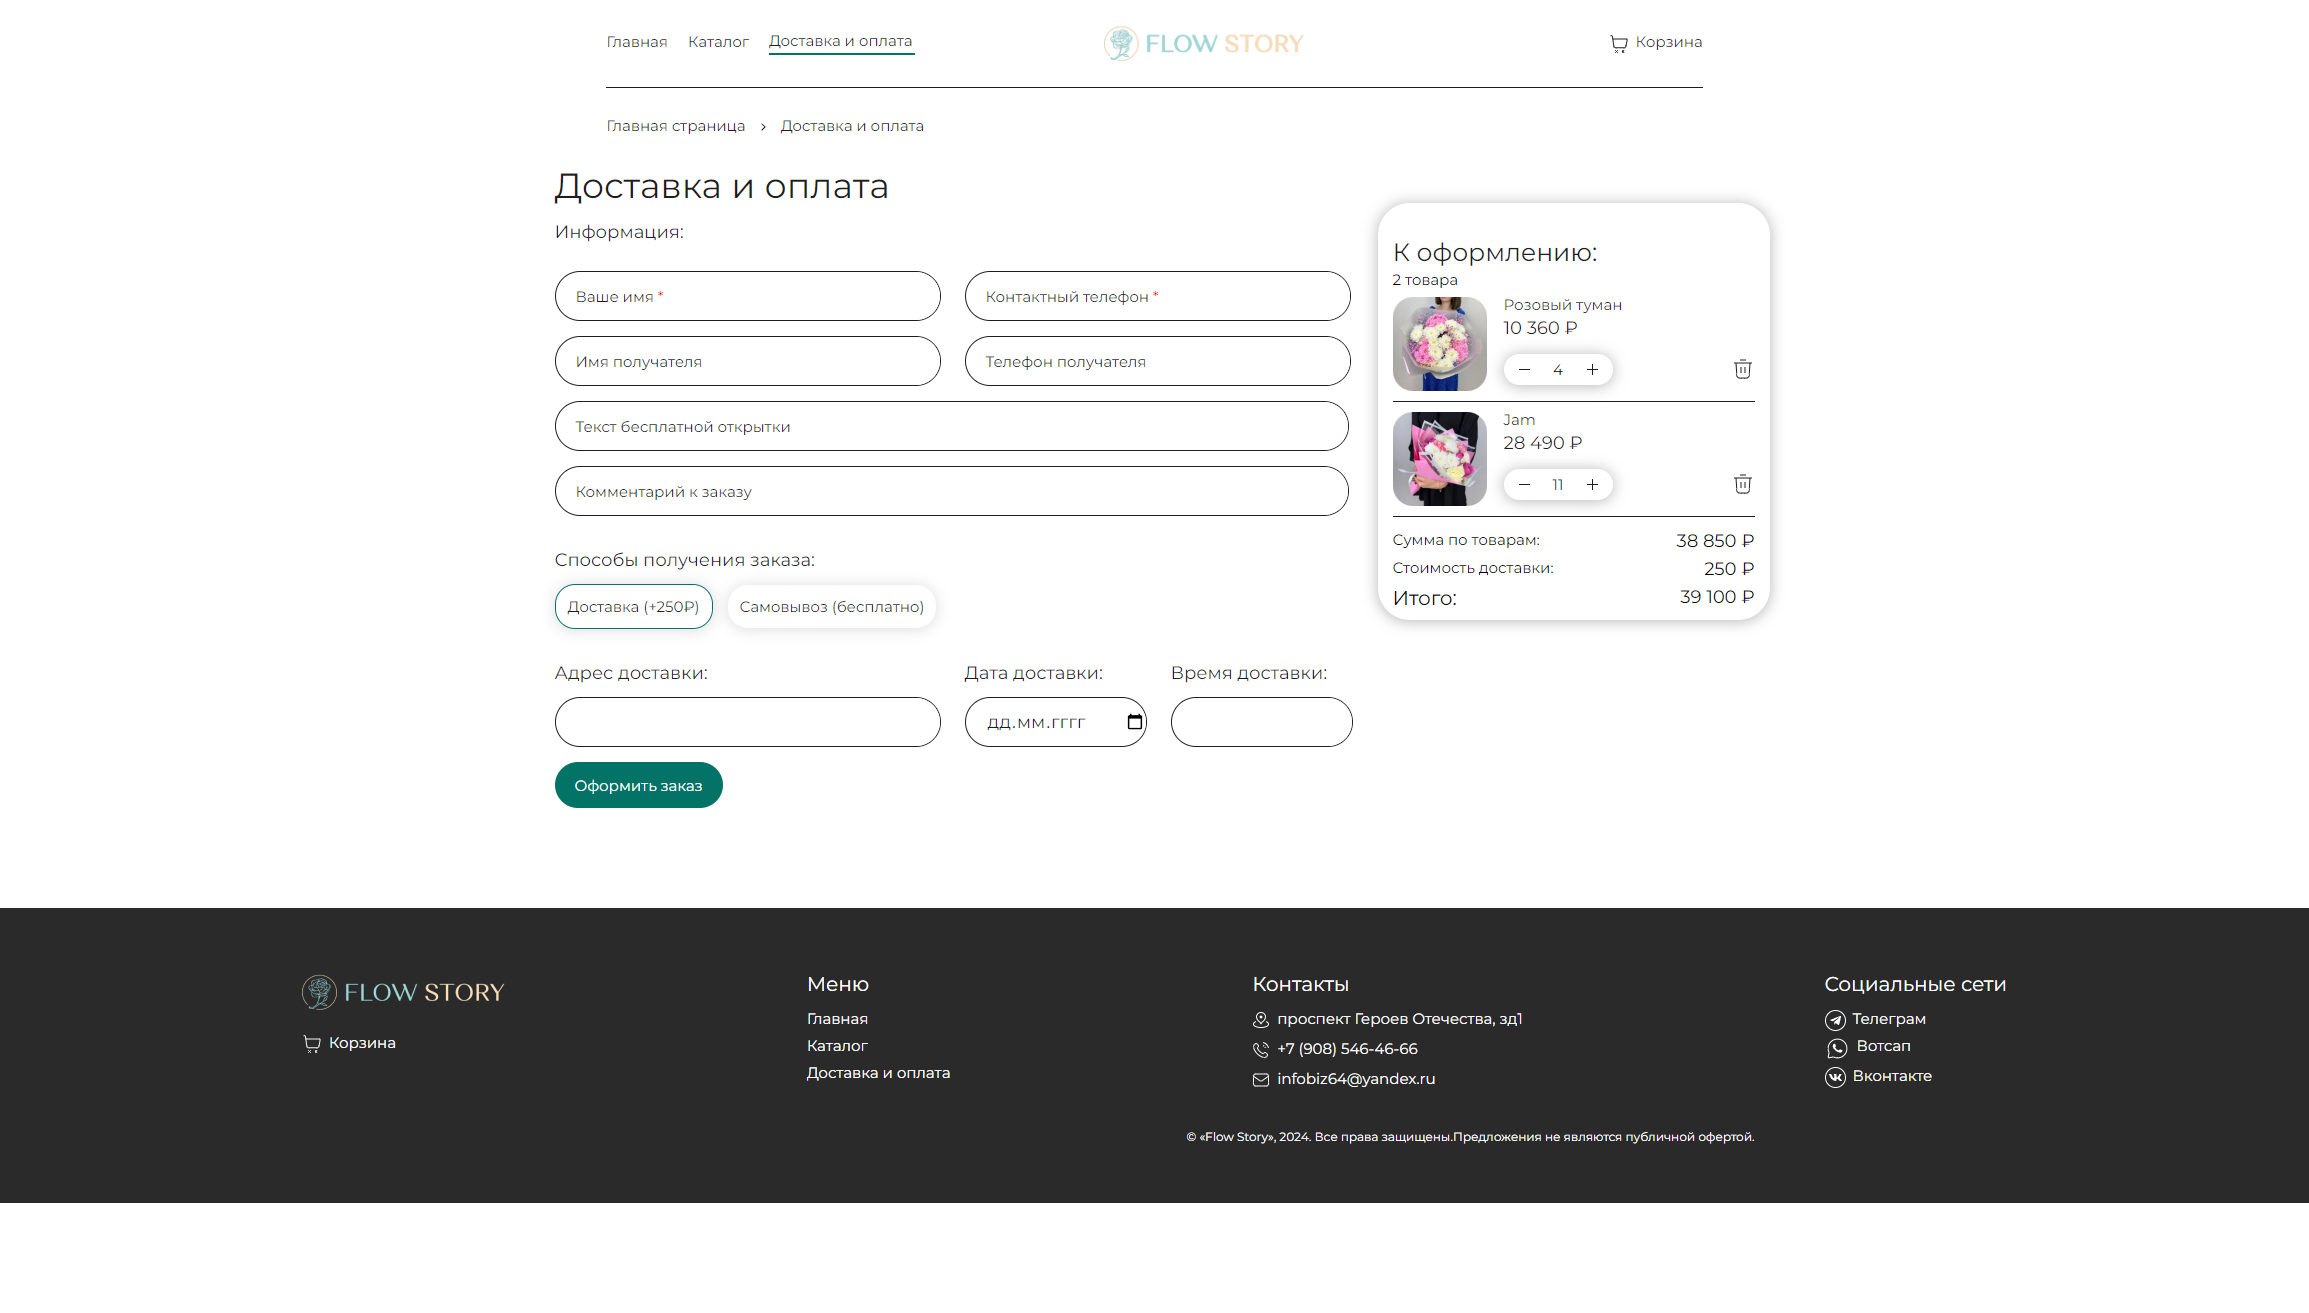 Главная Каталог Доставка и оплата FLOW STORY Корзина
Главная страница › Доставка и оплата
Доставка и оплата
Информация:
Ваше имя * Контактный телефон *
Имя получателя Телефон получателя
Текст бесплатной открытки
Комментарий к заказу
Способы получения заказа:
Доставка (+250₽) Самовывоз (бесплатно)
Адрес доставки: Дата доставки: Время доставки:
дд.мм.гггг
Оформить заказ
К оформлению:
2 товара
Розовый туман
10 360 ₽
— 4 +
Jam
28 490 ₽
— 11 +
Сумма по товарам: 38 850 ₽
Стоимость доставки: 250 ₽
Итого: 39 100 ₽
FLOW STORY
Корзина
Меню
Главная
Каталог
Доставка и оплата
Контакты
проспект Героев Отечества, зд1
+7 (908) 546-46-66
infobiz64@yandex.ru
Социальные сети
Телеграм
Вотсап
Вконтакте
© «Flow Story», 2024. Все права защищены.Предложения не являются публичной офертой.